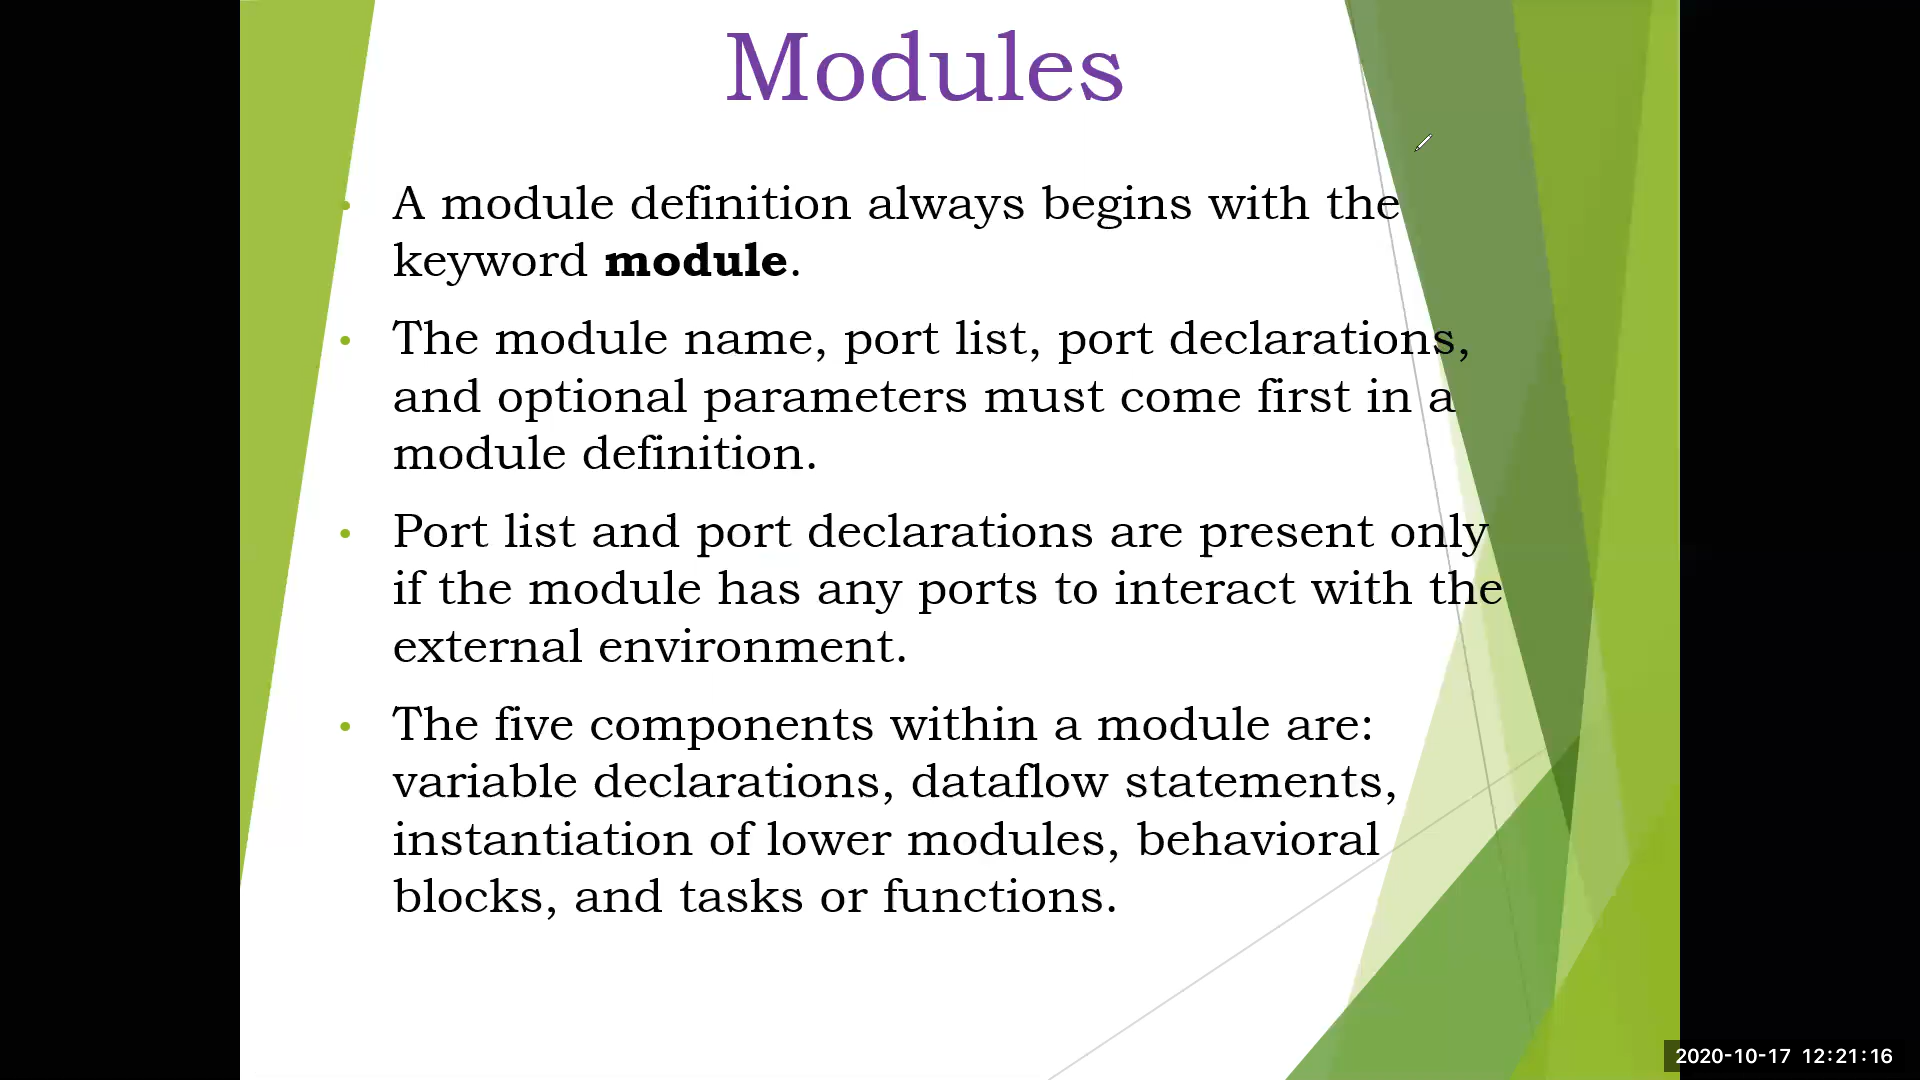 Modules
• A module definition always begins with the
keyword module.
• The module name, port list, port declarations,
and optional parameters must come first in a
module definition.
• Port list and port declarations are present only
if the module has any ports to interact with the
external environment.
• The five components within a module are:
variable declarations, dataflow statements,
instantiation of lower modules, behavioral
blocks, and tasks or functions.
2020-10-17 12:21:16